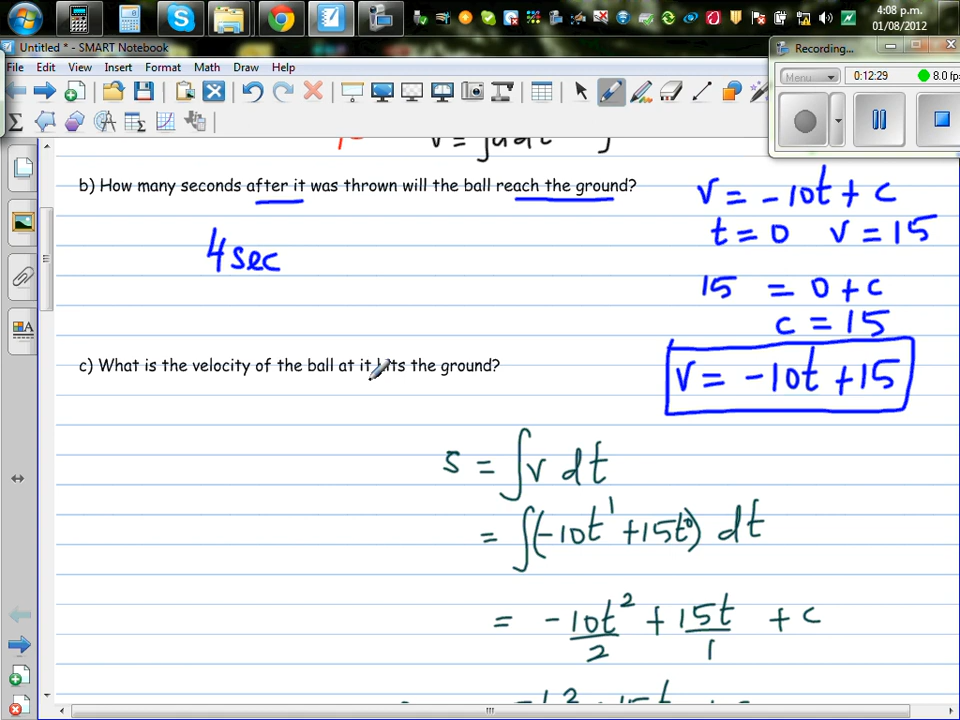 4:08 p.m.
01/08/2012
Untitled * - SMART Notebook
Recording...
File Edit View Insert Format Math Draw Help
Menu
0:12:29
8.0 fp
b) How many seconds after it was thrown will the ball reach the ground?
4 sec
v = -10t + c
t = 0 v = 15
15 = 0 + c
c = 15
v = -10t + 15
c) What is the velocity of the ball at it hits the ground?
s = ∫v dt
= ∫(-10t¹ + 15t⁰) dt
= -10t²/2 + 15t/1 + c